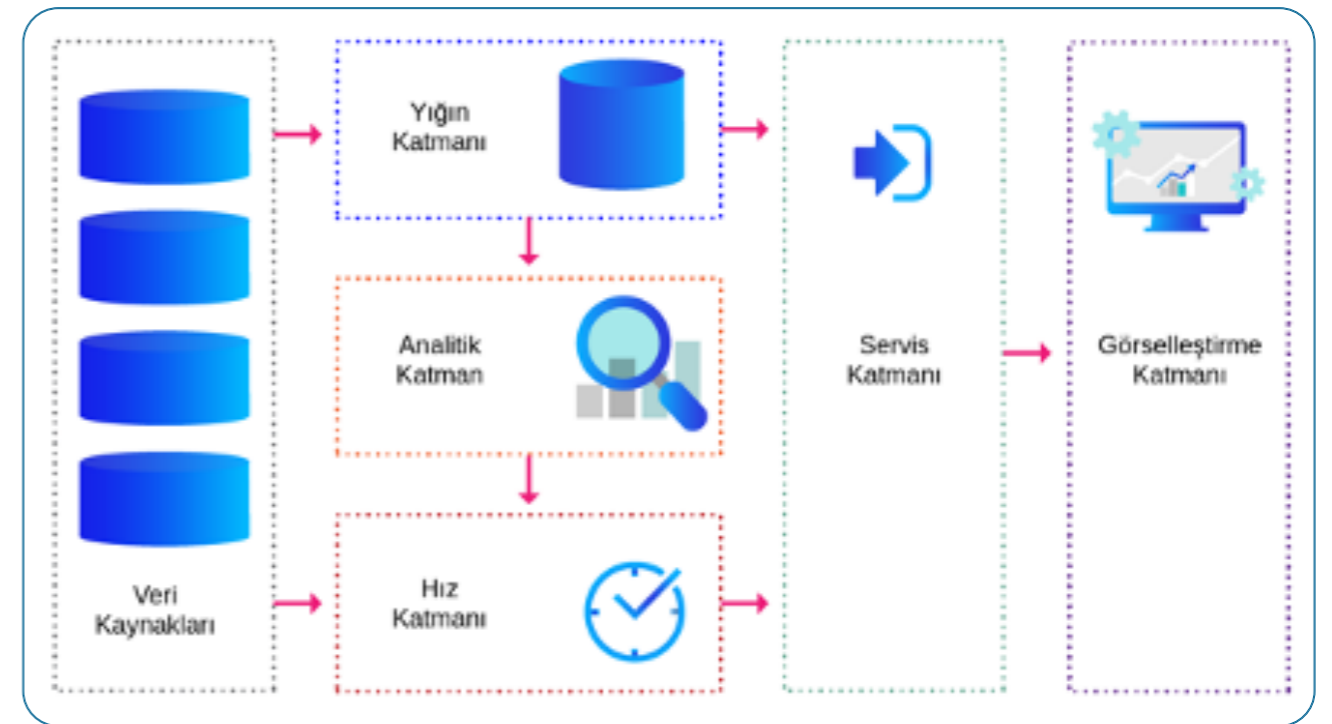 Veri
Kaynakları
Yığın
Katmanı
Analitik
Katman
Hız
Katmanı
Servis
Katmanı
Görselleştirme
Katmanı